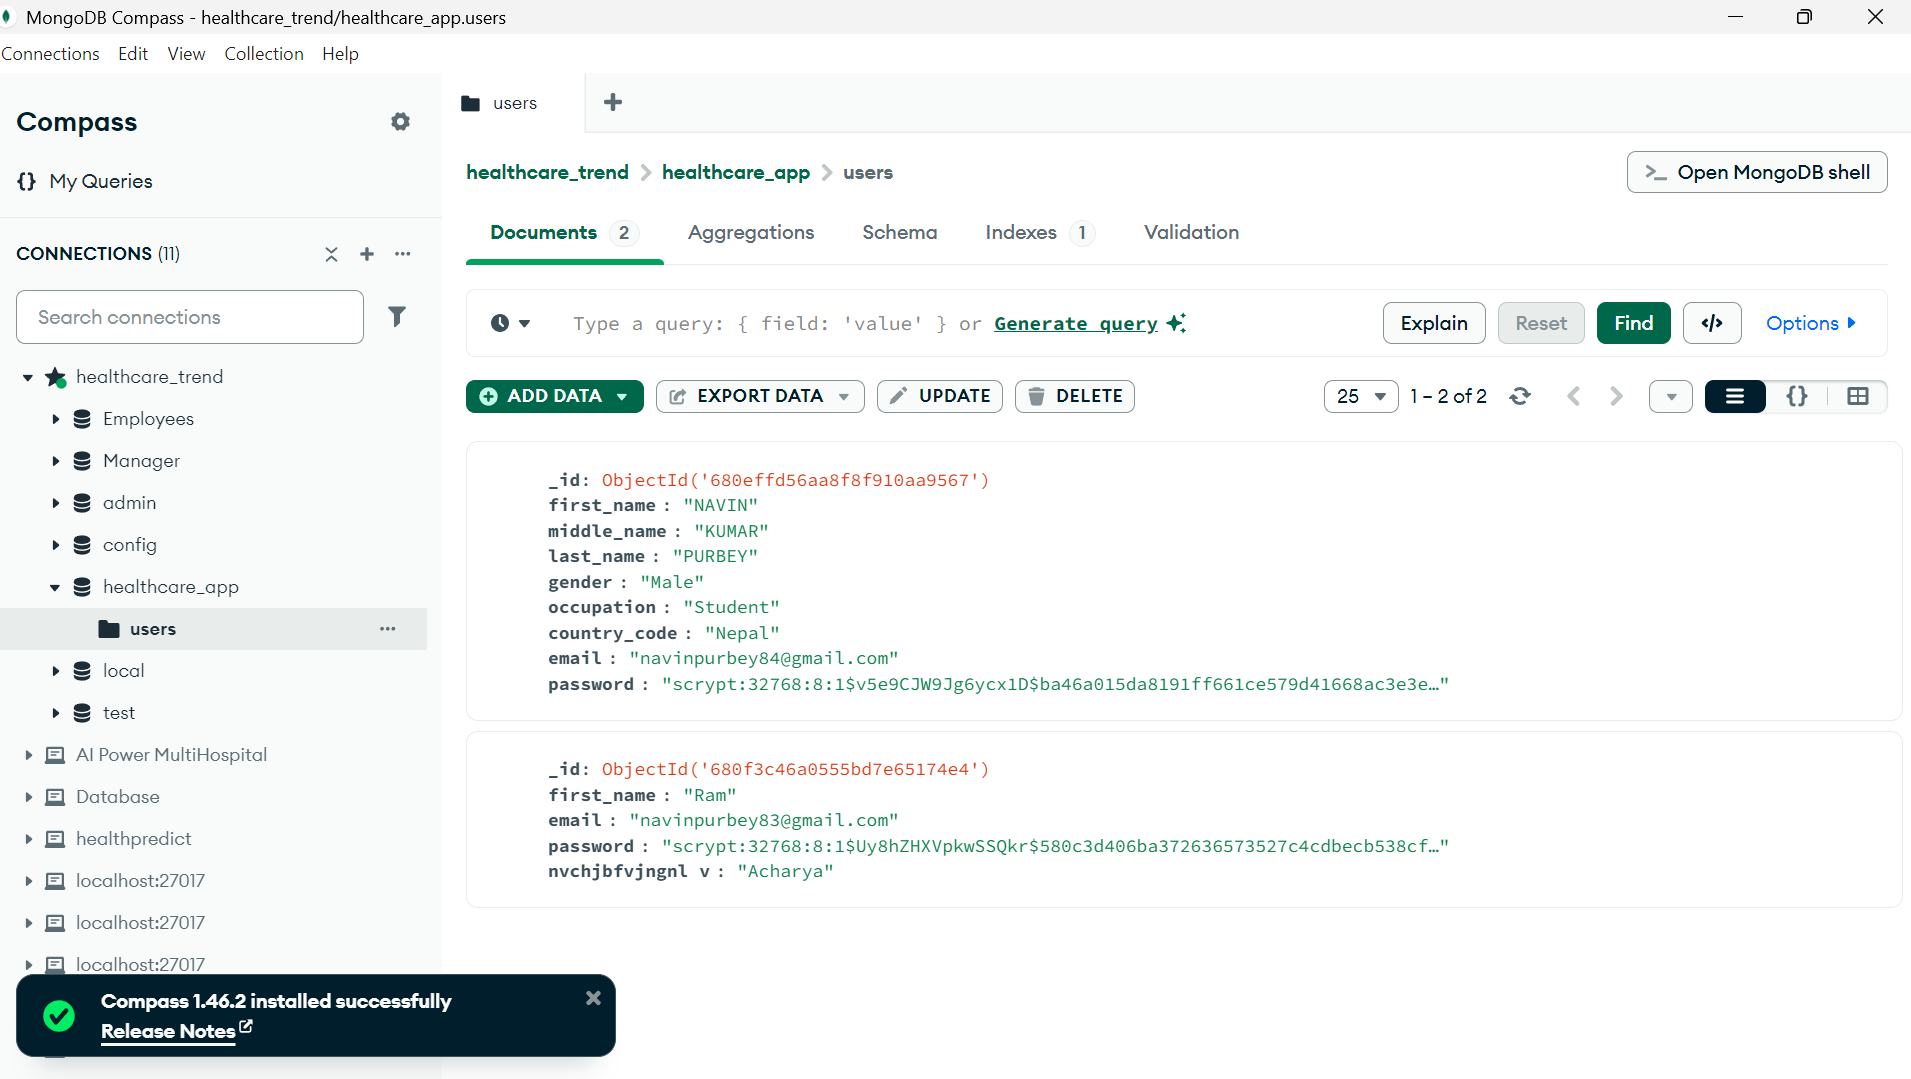 MongoDB Compass - healthcare_trend/healthcare_app.users
Connections Edit View Collection Help
Compass
{} My Queries
CONNECTIONS (11)
Search connections
healthcare_trend
Employees
Manager
admin
config
healthcare_app
users
local
test
AI Power MultiHospital
Database
healthpredict
localhost:27017
localhost:27017
localhost:27017
Compass 1.46.2 installed successfully
Release Notes
users
healthcare_trend > healthcare_app > users
>_ Open MongoDB shell
Documents 2 Aggregations Schema Indexes 1 Validation
Type a query: { field: 'value' } or Generate query
Explain Reset Find </> Options
ADD DATA EXPORT DATA UPDATE DELETE
25 1 – 2 of 2 {}
_id: ObjectId('680effd56aa8f8f910aa9567')
first_name : "NAVIN"
middle_name : "KUMAR"
last_name : "PURBEY"
gender : "Male"
occupation : "Student"
country_code : "Nepal"
email : "navinpurbey84@gmail.com"
password : "scrypt:32768:8:1$v5e9CJW9Jg6ycx1D$ba46a015da8191ff661ce579d41668ac3e3e…"
_id: ObjectId('680f3c46a0555bd7e65174e4')
first_name : "Ram"
email : "navinpurbey83@gmail.com"
password : "scrypt:32768:8:1$Uy8hZHXVpkwSSQkr$580c3d406ba372636573527c4cdbecb538cf…"
nvchjbfvjngnl v : "Acharya"